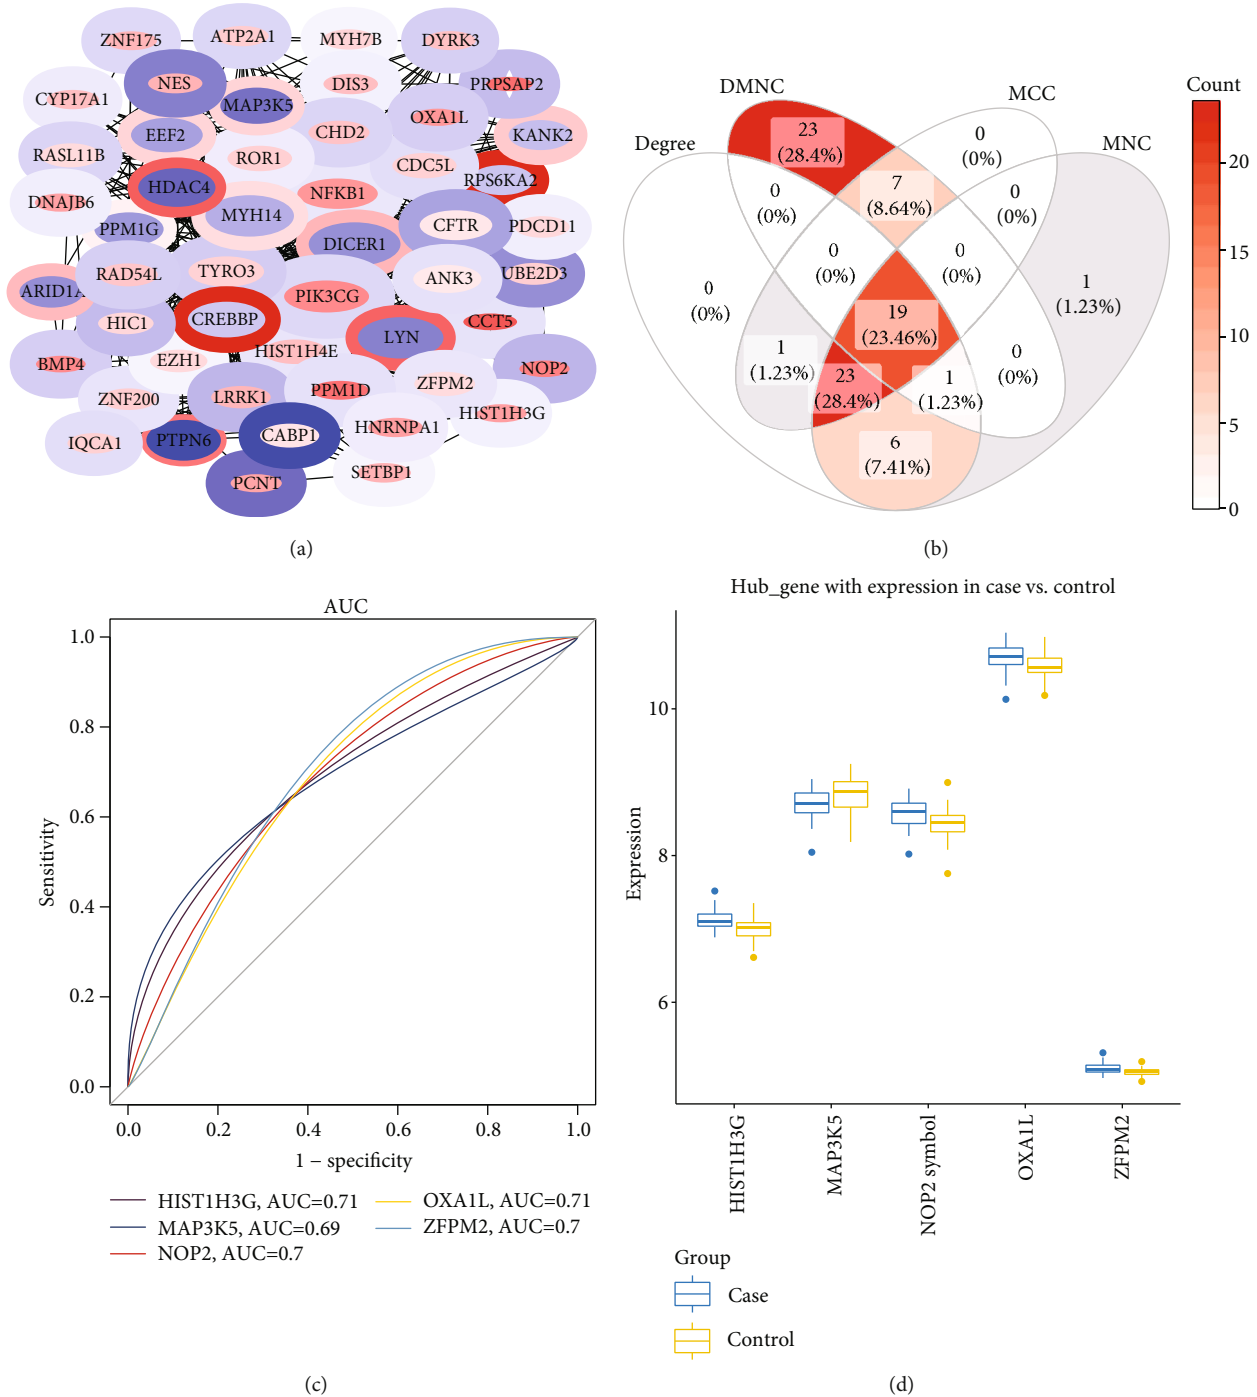 ZNF175
ATP2A1
MYH7B
DYRK3
NES
DIS3
PRPSAP2
CYP17A1
MAP3K5
OXA1L
EEF2
CHD2
KANK2
RASL11B
ROR1
CDC5L
HDAC4
NFKB1
RPS6KA2
DNAJB6
MYH14
PPM1G
CFTR
PDCD11
DICER1
RAD54L
TYRO3
ANK3
UBE2D3
ARID1A
PIK3CG
HIC1
CREBBP
CCT5
LYN
BMP4
EZH1
HIST1H4E
NOP2
ZNF200
LRRK1
PPM1D
ZFPM2
HIST1H3G
IQCA1
PTPN6
CABP1
HNRNPA1
PCNT
SETBP1
(a)
Degree
DMNC
MCC
MNC
23
(28.4%)
0
(0%)
0
(0%)
7
(8.64%)
0
(0%)
0
(0%)
0
(0%)
0
(0%)
1
(1.23%)
19
(23.46%)
1
(1.23%)
23
(28.4%)
1
(1.23%)
0
(0%)
6
(7.41%)
Count
20
15
10
5
0
(b)
AUC
Sensitivity
1.0
0.8
0.6
0.4
0.2
0.0
0.0 0.2 0.4 0.6 0.8 1.0
1 − specificity
HIST1H3G, AUC=0.71
MAP3K5, AUC=0.69
NOP2, AUC=0.7
OXA1L, AUC=0.71
ZFPM2, AUC=0.7
(c)
Hub_gene with expression in case vs. control
Expression
10
8
6
HIST1H3G
MAP3K5
NOP2 symbol
OXA1L
ZFPM2
Group
Case
Control
(d)